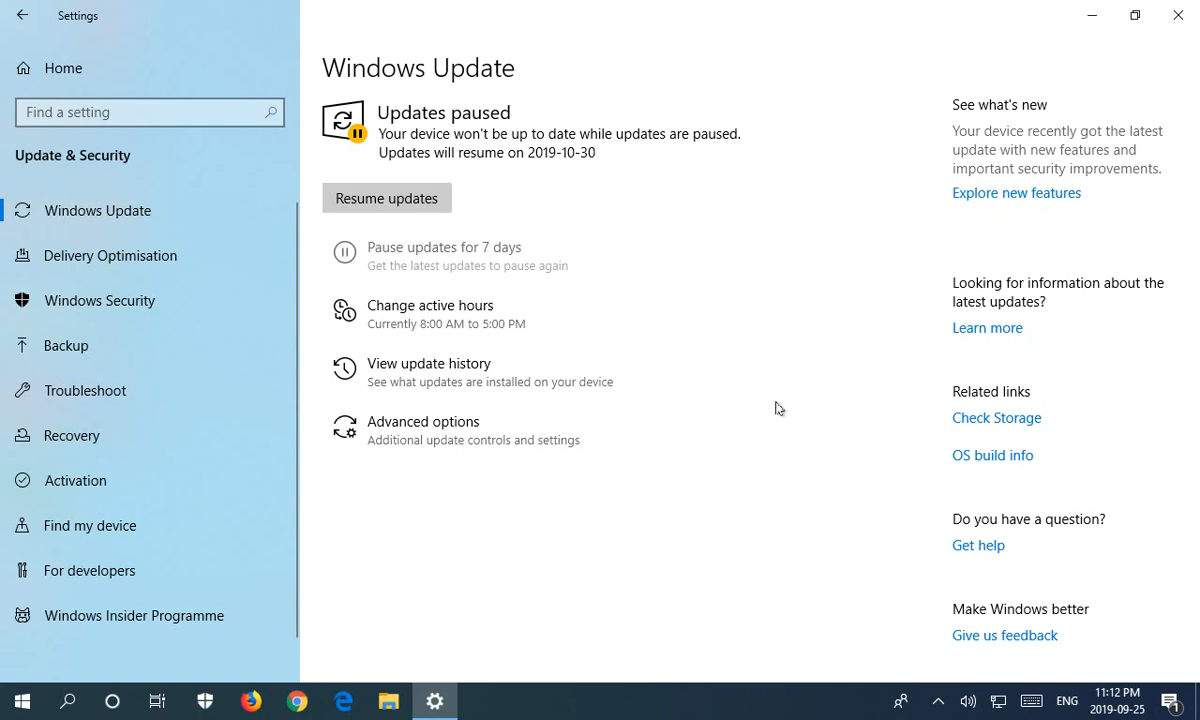 Settings
Home
Find a setting
Update & Security
Windows Update
Delivery Optimisation
Windows Security
Backup
Troubleshoot
Recovery
Activation
Find my device
For developers
Windows Insider Programme
Windows Update
Updates paused
Your device won't be up to date while updates are paused.
Updates will resume on 2019-10-30
Resume updates
Pause updates for 7 days
Get the latest updates to pause again
Change active hours
Currently 8:00 AM to 5:00 PM
View update history
See what updates are installed on your device
Advanced options
Additional update controls and settings
See what's new
Your device recently got the latest
update with new features and
important security improvements.
Explore new features
Looking for information about the
latest updates?
Learn more
Related links
Check Storage
OS build info
Do you have a question?
Get help
Make Windows better
Give us feedback
ENG
11:12 PM
2019-09-25
1